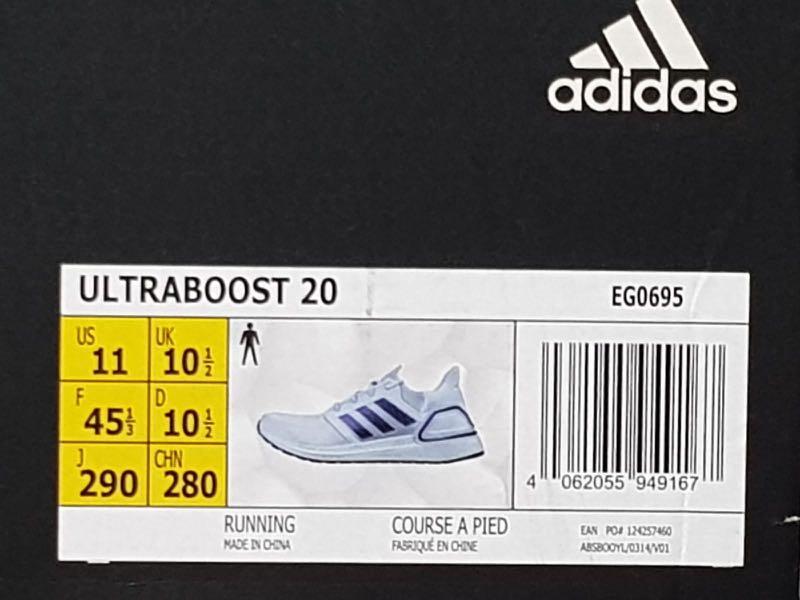 adidas
ULTRABOOST 20
EG0695
US
11
UK
10 1/2
F
45 1/3
D
10 1/2
J
290
CHN
280
4 062055 949167
RUNNING
MADE IN CHINA
COURSE A PIED
FABRIQUÉ EN CHINE
EAN PO# 124257460
ABSBOOYL/0314/V01